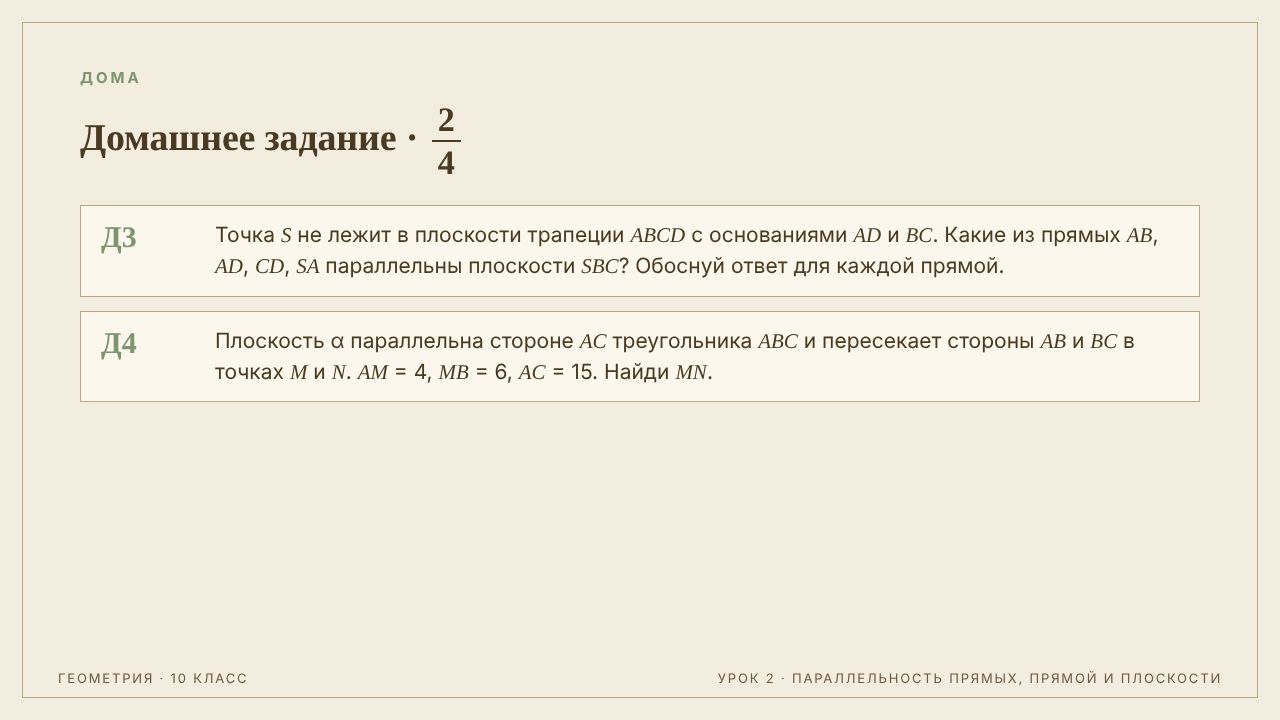 ДОМА
Домашнее задание · 2/4
Д3
Точка S не лежит в плоскости трапеции ABCD с основаниями AD и BC. Какие из прямых AB,
AD, CD, SA параллельны плоскости SBC? Обоснуй ответ для каждой прямой.
Д4
Плоскость α параллельна стороне AC треугольника ABC и пересекает стороны AB и BC в
точках M и N. AM = 4, MB = 6, AC = 15. Найди MN.
ГЕОМЕТРИЯ · 10 КЛАСС
УРОК 2 · ПАРАЛЛЕЛЬНОСТЬ ПРЯМЫХ, ПРЯМОЙ И ПЛОСКОСТИ